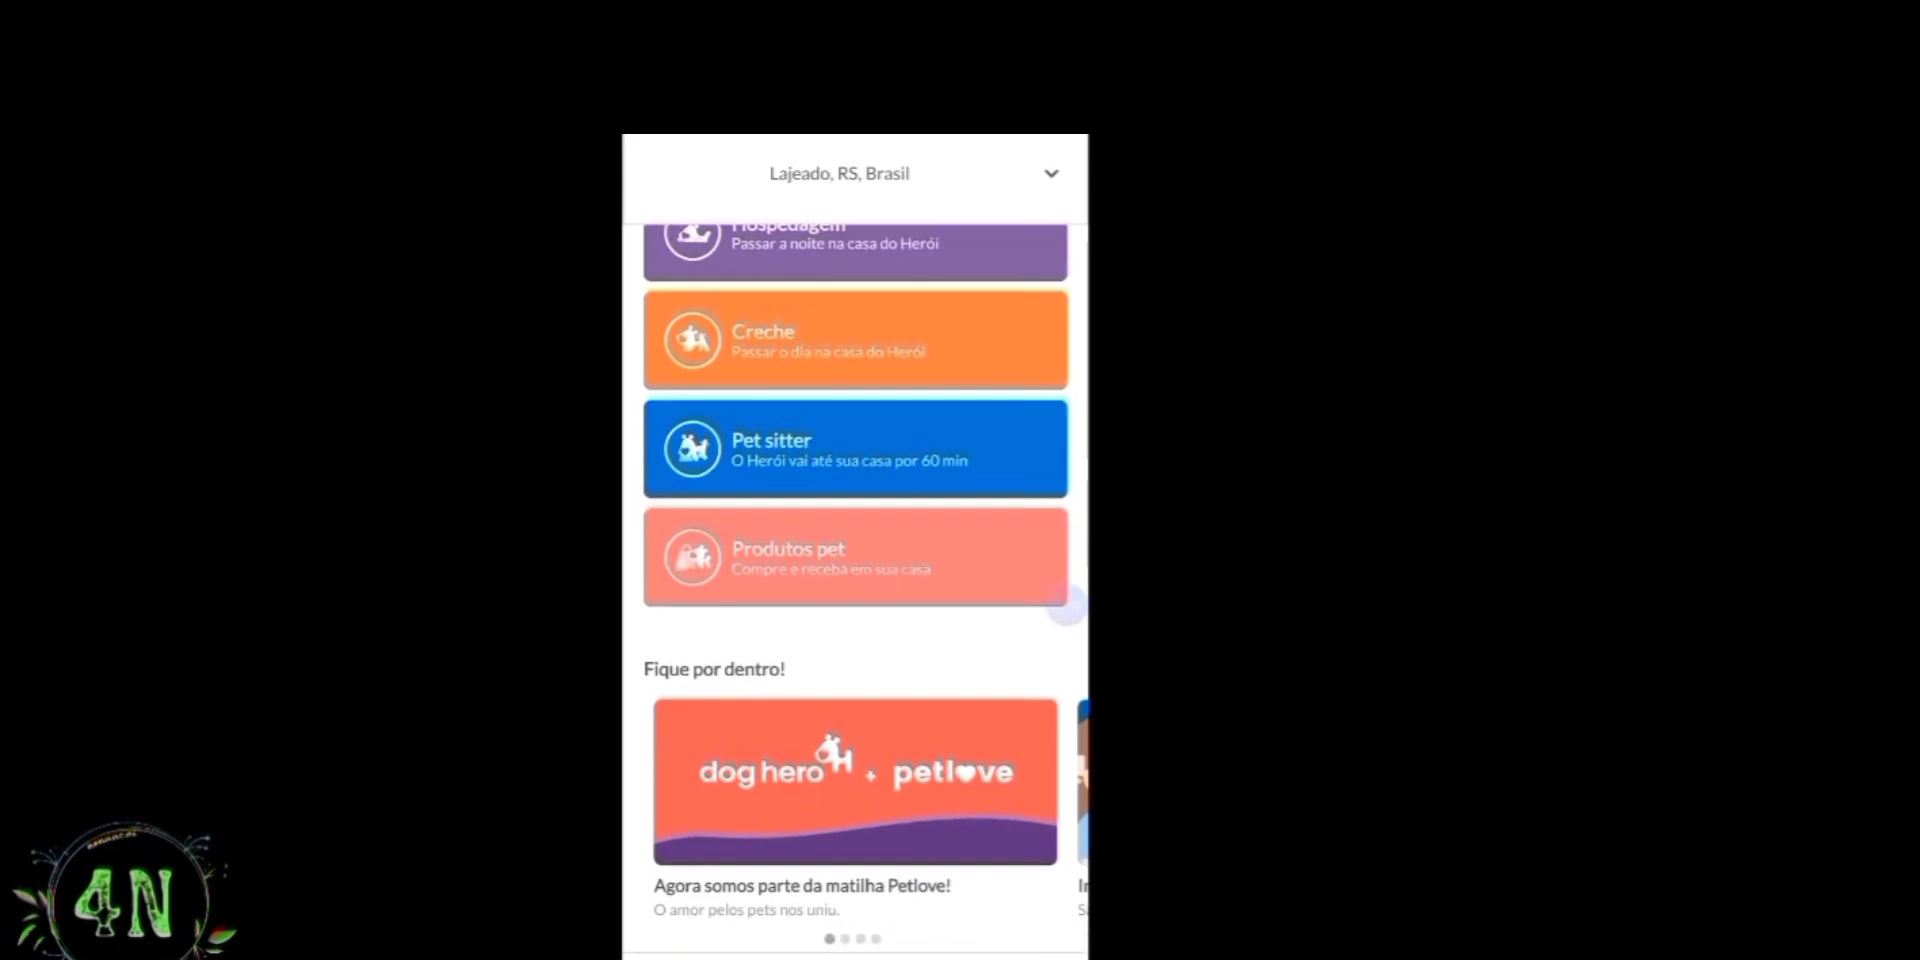 Lajeado, RS, Brasil
Hospedagem
Passar a noite na casa do Herói
Creche
Passar o dia na casa do Herói
Pet sitter
O Herói vai até sua casa por 60 min
Produtos pet
Compre e receba em sua casa
Fique por dentro!
dog hero + petlove
Agora somos parte da matilha Petlove!
O amor pelos pets nos uniu.
4N